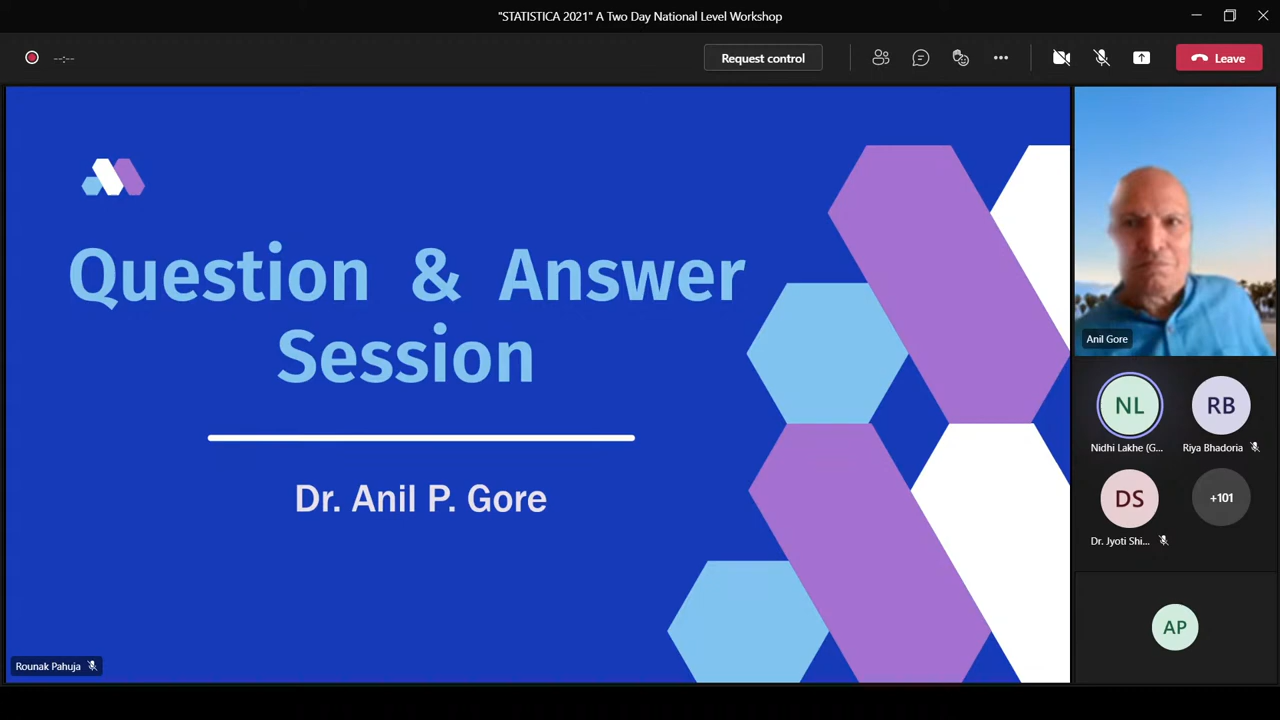 "STATISTICA 2021" A Two Day National Level Workshop
--:--
Request control
Leave
Question & Answer
Session
Dr. Anil P. Gore
Rounak Pahuja
Anil Gore
NL
RB
Nidhi Lakhe (G...
Riya Bhadoria
DS
+101
Dr. Jyoti Shi...
AP